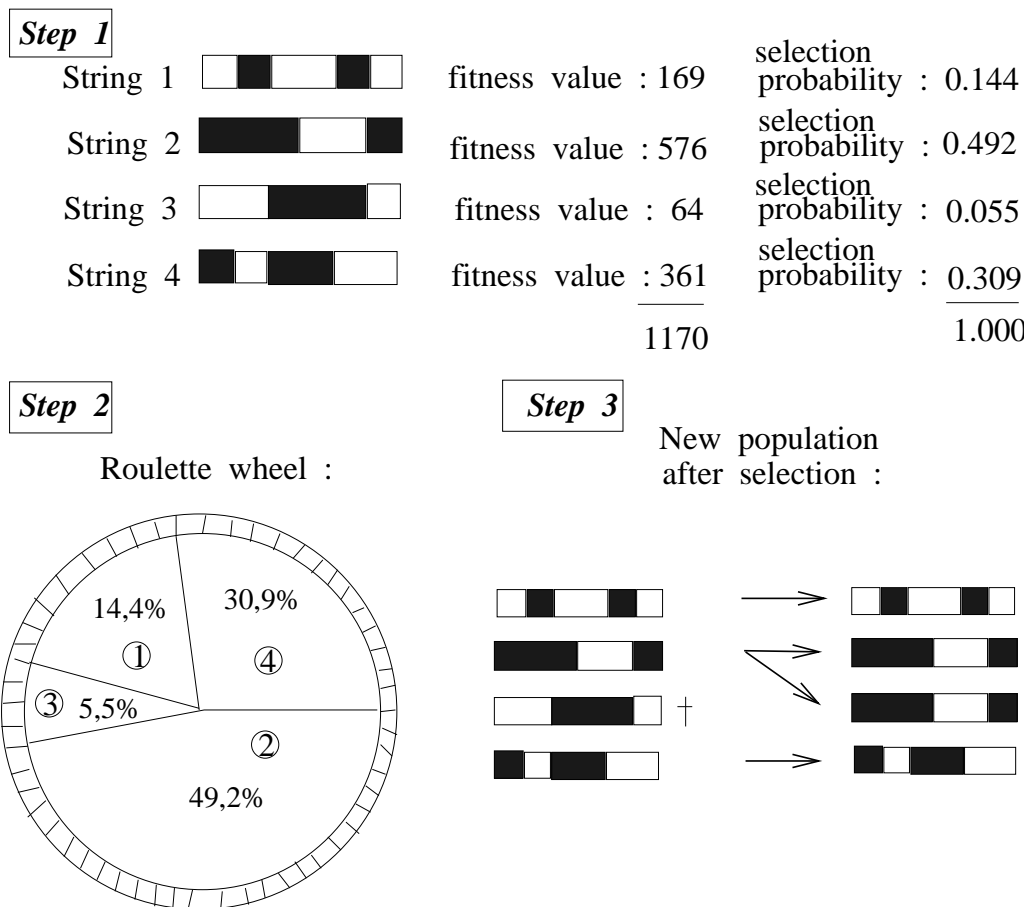 Step 1
String 1 fitness value : 169 selection probability : 0.144
String 2 fitness value : 576 selection probability : 0.492
String 3 fitness value : 64 selection probability : 0.055
String 4 fitness value : 361 selection probability : 0.309
1170 1.000
Step 2
Roulette wheel :
14,4%
30,9%
1
4
3 5,5%
2
49,2%
Step 3
New population
after selection :
†